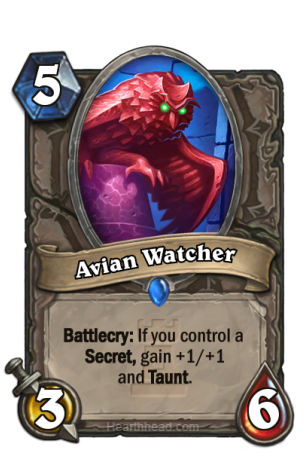 5
Avian Watcher
Battlecry: If you control a
Secret, gain +1/+1
and Taunt.
3
6
Hearthhead.com